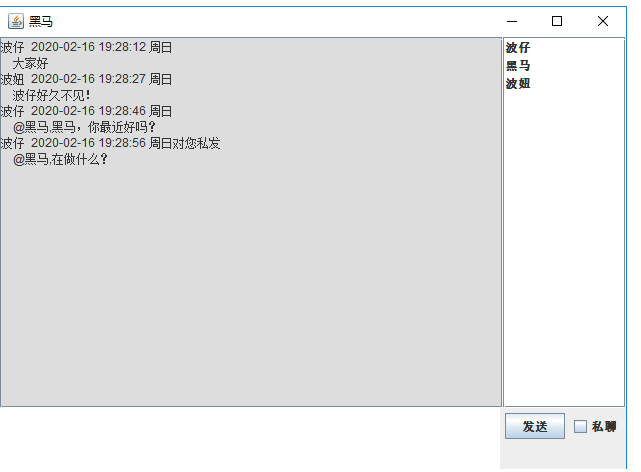 黑马
波仔 2020-02-16 19:28:12 周日
大家好
波妞 2020-02-16 19:28:27 周日
波仔好久不见！
波仔 2020-02-16 19:28:46 周日
@黑马,黑马，你最近好吗？
波仔 2020-02-16 19:28:56 周日对您私发
@黑马,在做什么？
波仔
黑马
波妞
发送 私聊